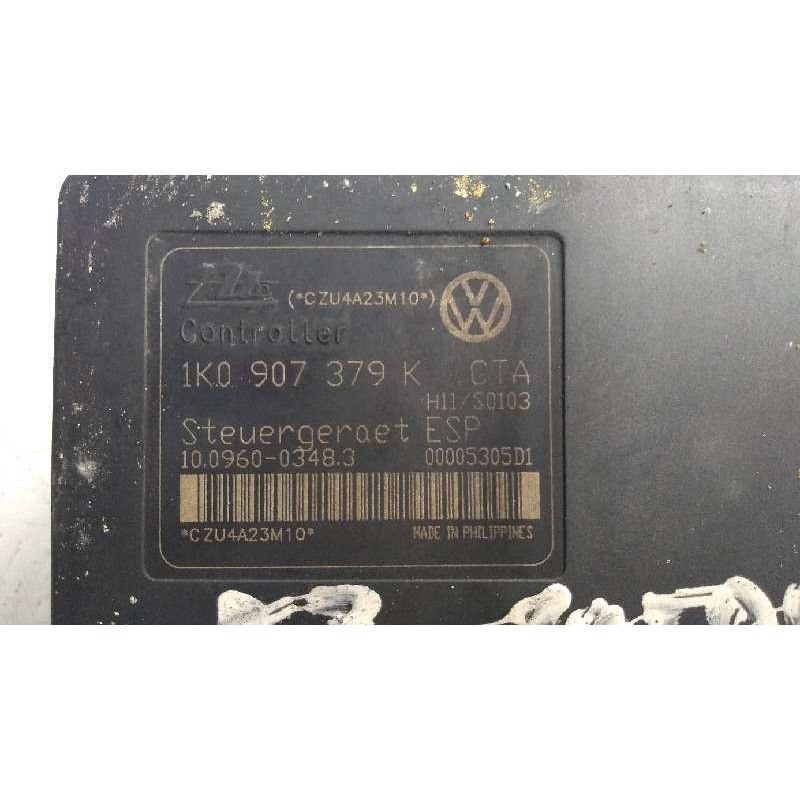 Ate (*CZU4A23M10*)
Controller
1K0 907 379 K CTA
H11/S0103
Steuergeraet ESP
10.0960-0348.3 00005305D1
*CZU4A23M10* MADE IN PHILIPPINES